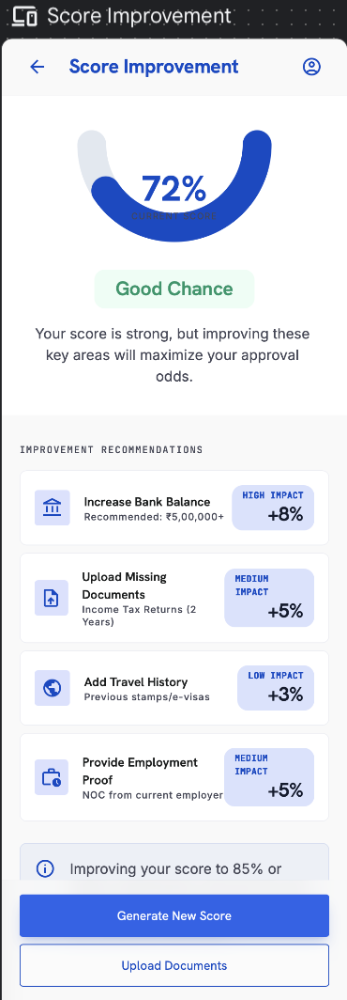 Score Improvement
Score Improvement
72%
Good Chance
Your score is strong, but improving these
key areas will maximize your approval
odds.
IMPROVEMENT RECOMMENDATIONS
Increase Bank Balance
Recommended: ₹5,00,000+
HIGH IMPACT
+8%
Upload Missing
Documents
Income Tax Returns (2
Years)
MEDIUM
IMPACT
+5%
Add Travel History
Previous stamps/e-visas
LOW IMPACT
+3%
Provide Employment
Proof
NOC from current employer
MEDIUM
IMPACT
+5%
Improving your score to 85% or
Generate New Score
Upload Documents